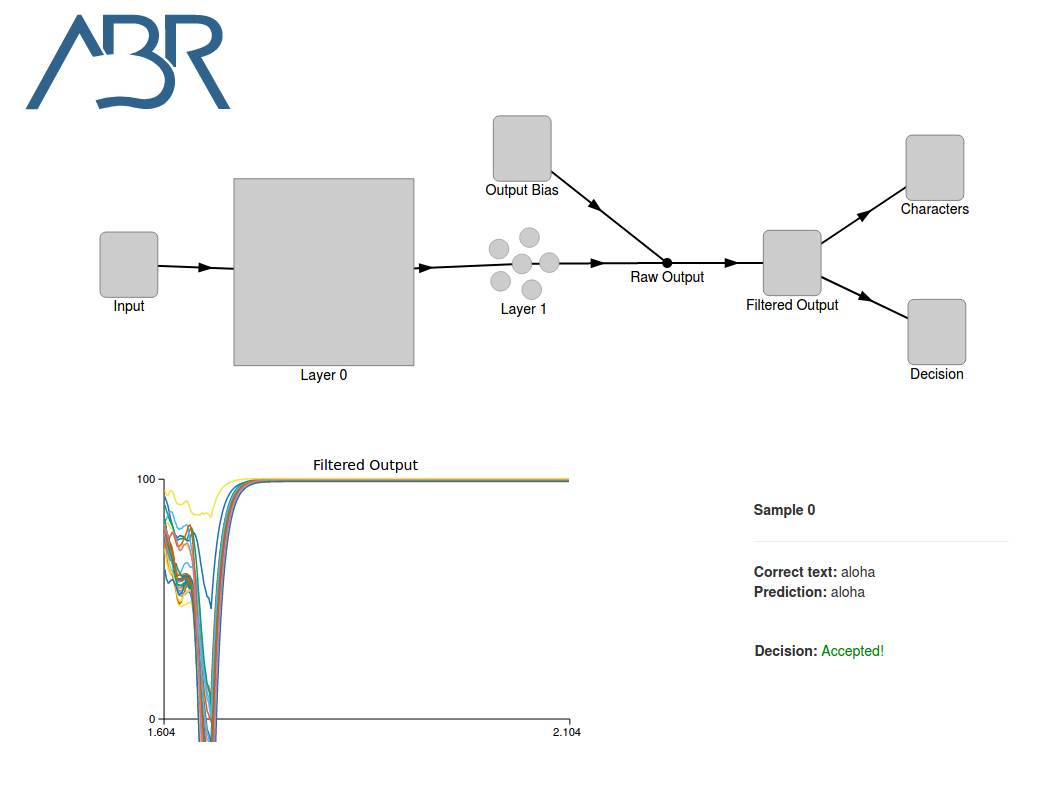 ABR
Output Bias
Characters
Input
Layer 0
Layer 1
Raw Output
Filtered Output
Decision
Filtered Output
100
0
1.604
2.104
Sample 0
Correct text: aloha
Prediction: aloha
Decision: Accepted!